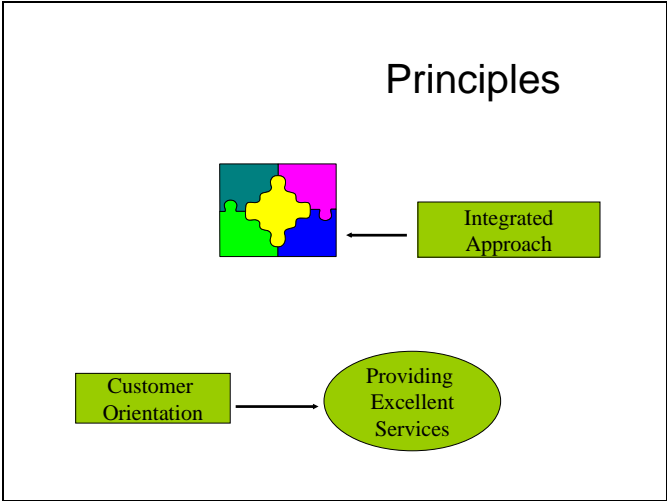 Principles
Integrated
Approach
Customer
Orientation
Providing
Excellent
Services